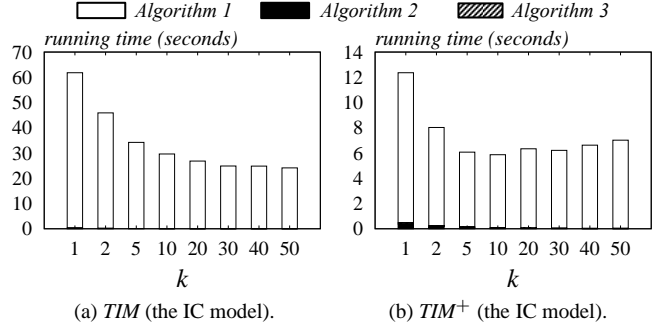 Algorithm 1 Algorithm 2 Algorithm 3
running time (seconds) running time (seconds)
70 14
60 12
50 10
40 8
30 6
20 4
10 2
0 0
1 2 5 10 20 30 40 50 1 2 5 10 20 30 40 50
k k
(a) TIM (the IC model). (b) TIM⁺ (the IC model).